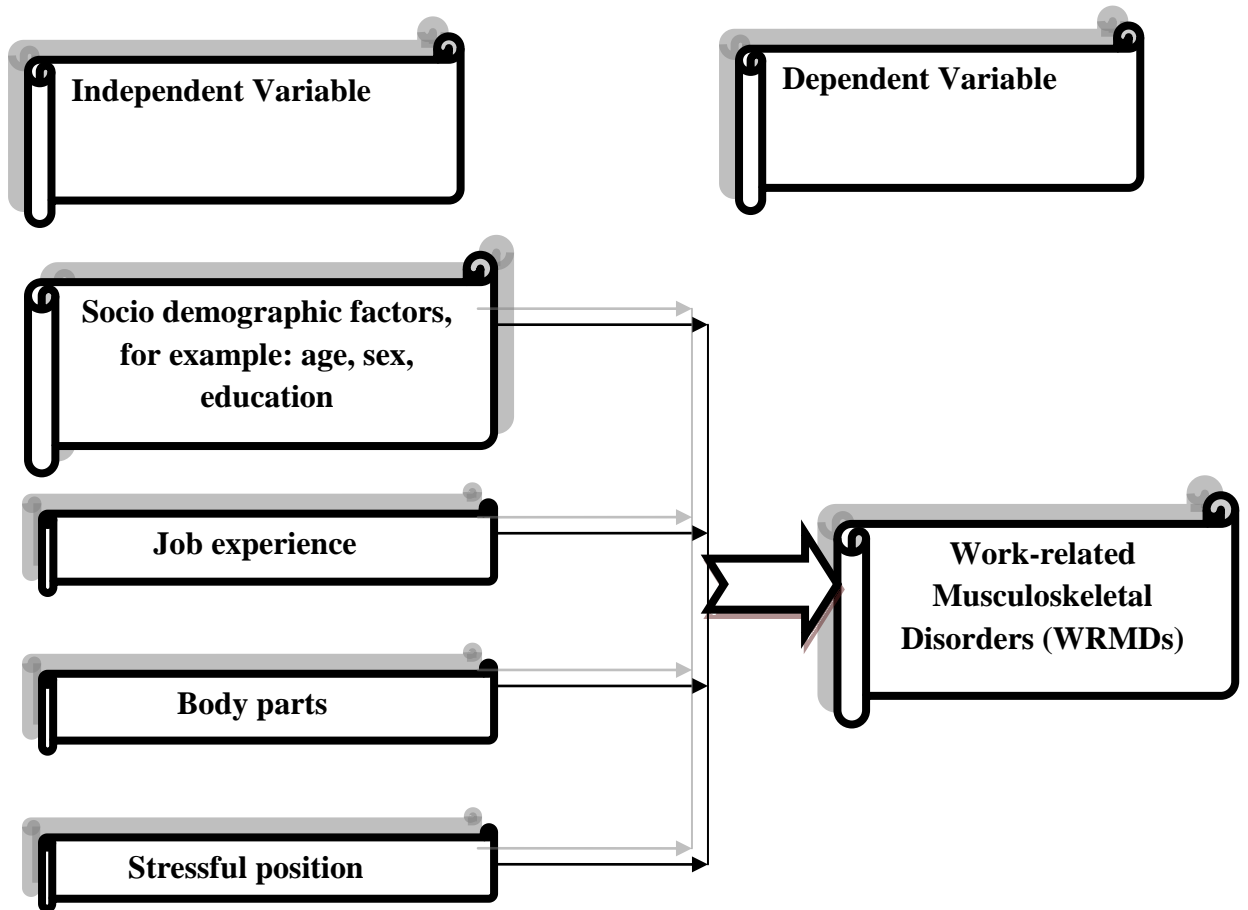 Independent Variable
Dependent Variable
Socio demographic factors,
for example: age, sex,
education
Job experience
Body parts
Stressful position
Work-related
Musculoskeletal
Disorders (WRMDs)